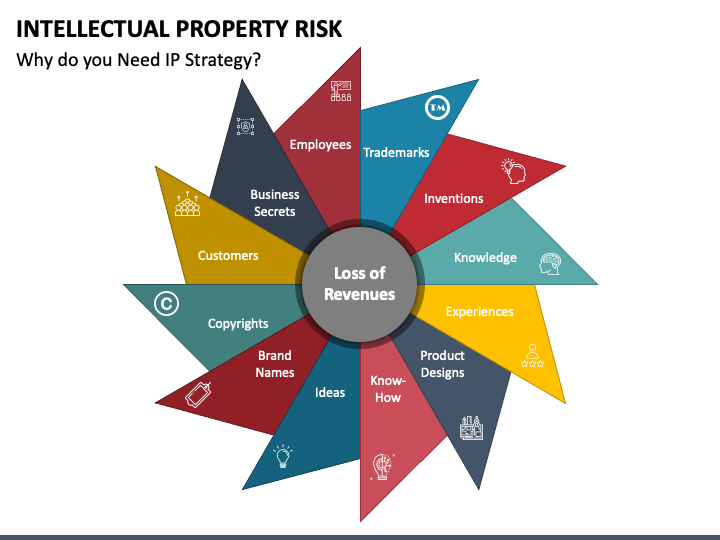 INTELLECTUAL PROPERTY RISK
Why do you Need IP Strategy?
Employees
TM
Trademarks
Inventions
Knowledge
Experiences
Product
Designs
Know-
How
Ideas
Brand
Names
C
Copyrights
Customers
Business
Secrets
Loss of
Revenues